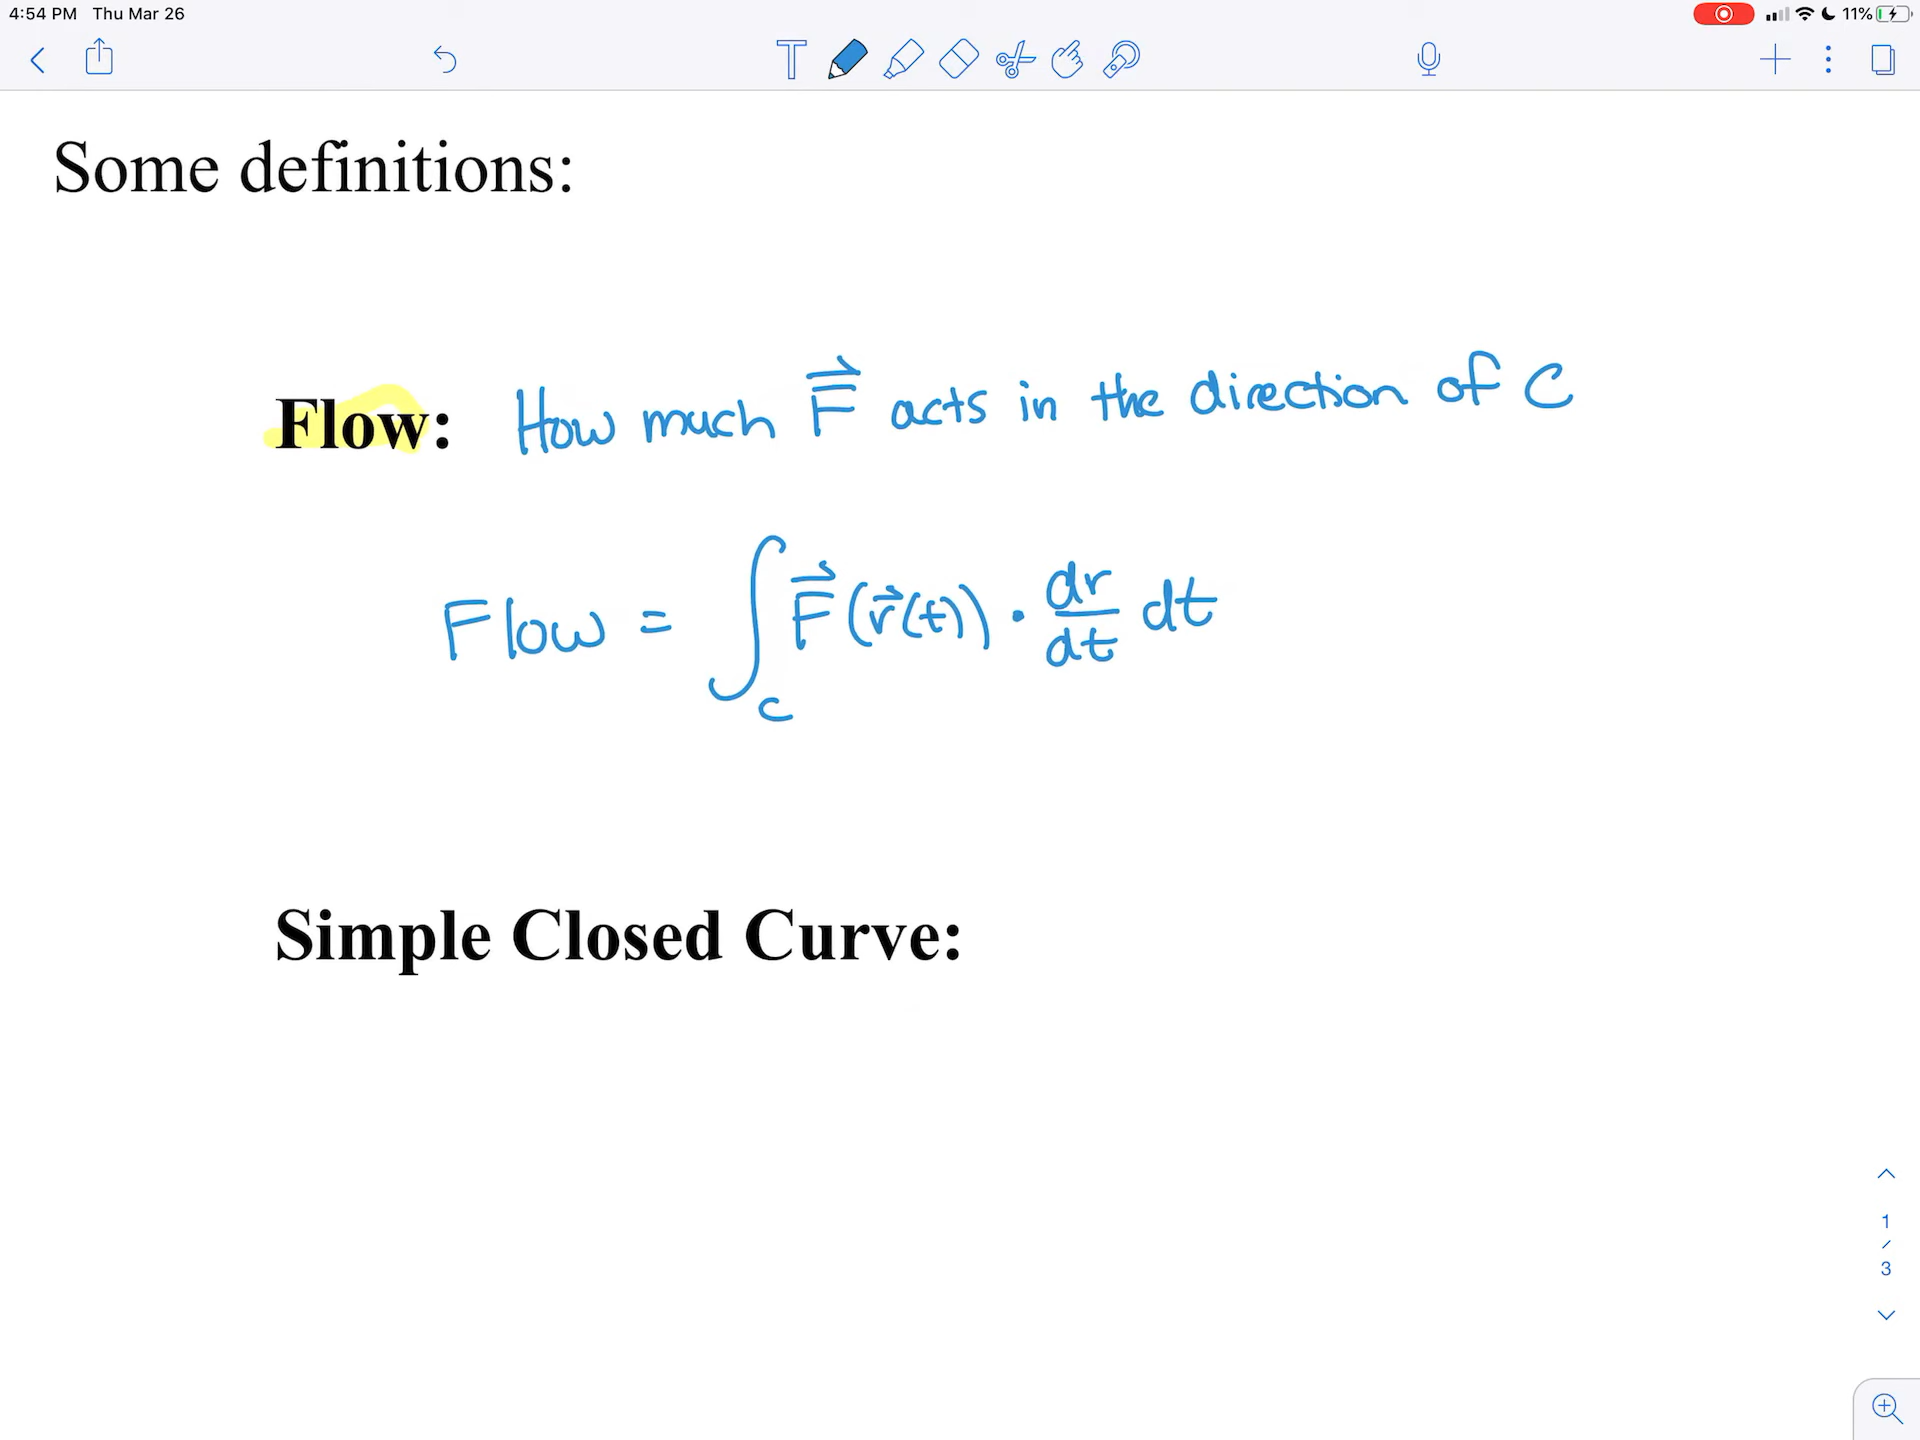 4:54 PM Thu Mar 26 11%
T
Some definitions:
Flow: How much F⃗ acts in the direction of C
Flow = ∫_C F⃗(r⃗(t)) · dr/dt dt
Simple Closed Curve:
1
/
3